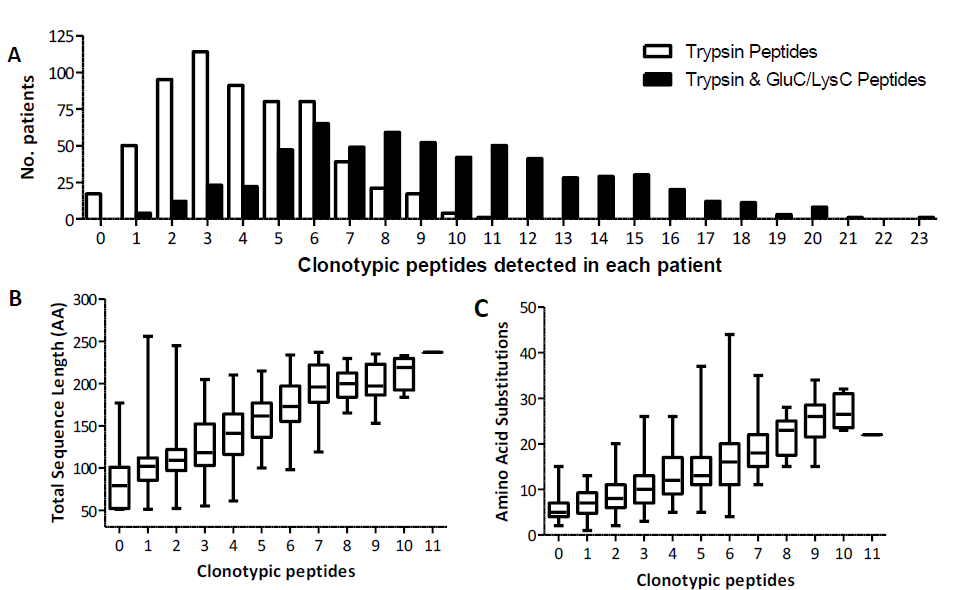 A
125
100
75
50
25
0
No. patients
Trypsin Peptides
Trypsin & GluC/LysC Peptides
0 1 2 3 4 5 6 7 8 9 10 11 12 13 14 15 16 17 18 19 20 21 22 23
Clonotypic peptides detected in each patient
B
300
250
200
150
100
50
Total Sequence Length (AA)
0 1 2 3 4 5 6 7 8 9 10 11
Clonotypic peptides
C
50
40
30
20
10
0
Amino Acid Substitutions
0 1 2 3 4 5 6 7 8 9 10 11
Clonotypic peptides